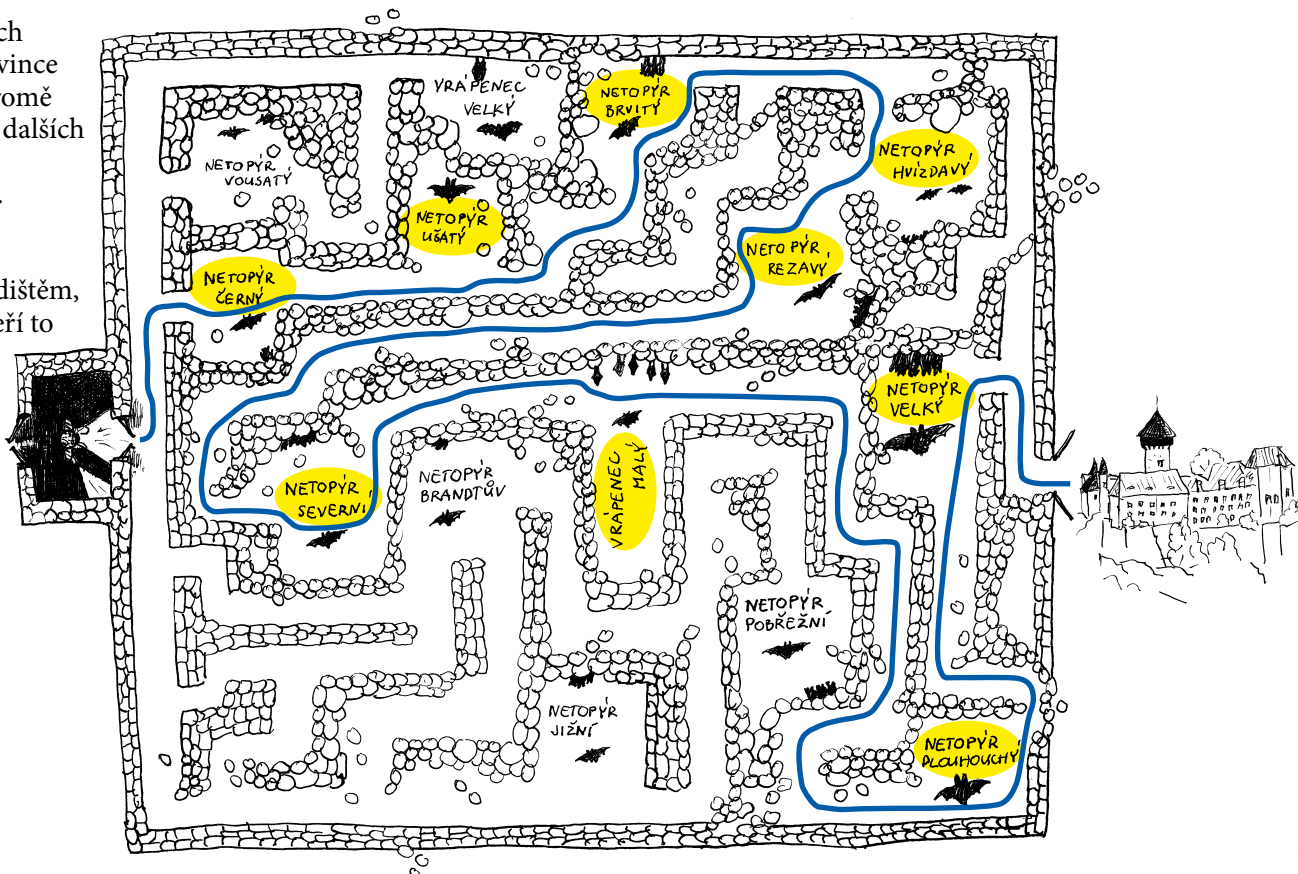 ch
vince
romě
dalších
.
dištěm,
eří to
VRÁPENEC
VELKÝ
NETOPÝR
BRVITÝ
NETOPÝR
VOUSATÝ
NETOPÝR
UŠATÝ
NETOPÝR
HVÍZDAVÝ
NETOPÝR
ČERNÝ
NETOPÝR
REZAVÝ
NETOPÝR
VELKÝ
NETOPÝR
SEVERNÍ
NETOPÝR
BRANDTŮV
VRÁPENEC
MALÝ
NETOPÝR
POBŘEŽNÍ
NETOPÝR
JIŽNÍ
NETOPÝR
PLOUHOUCHÝ